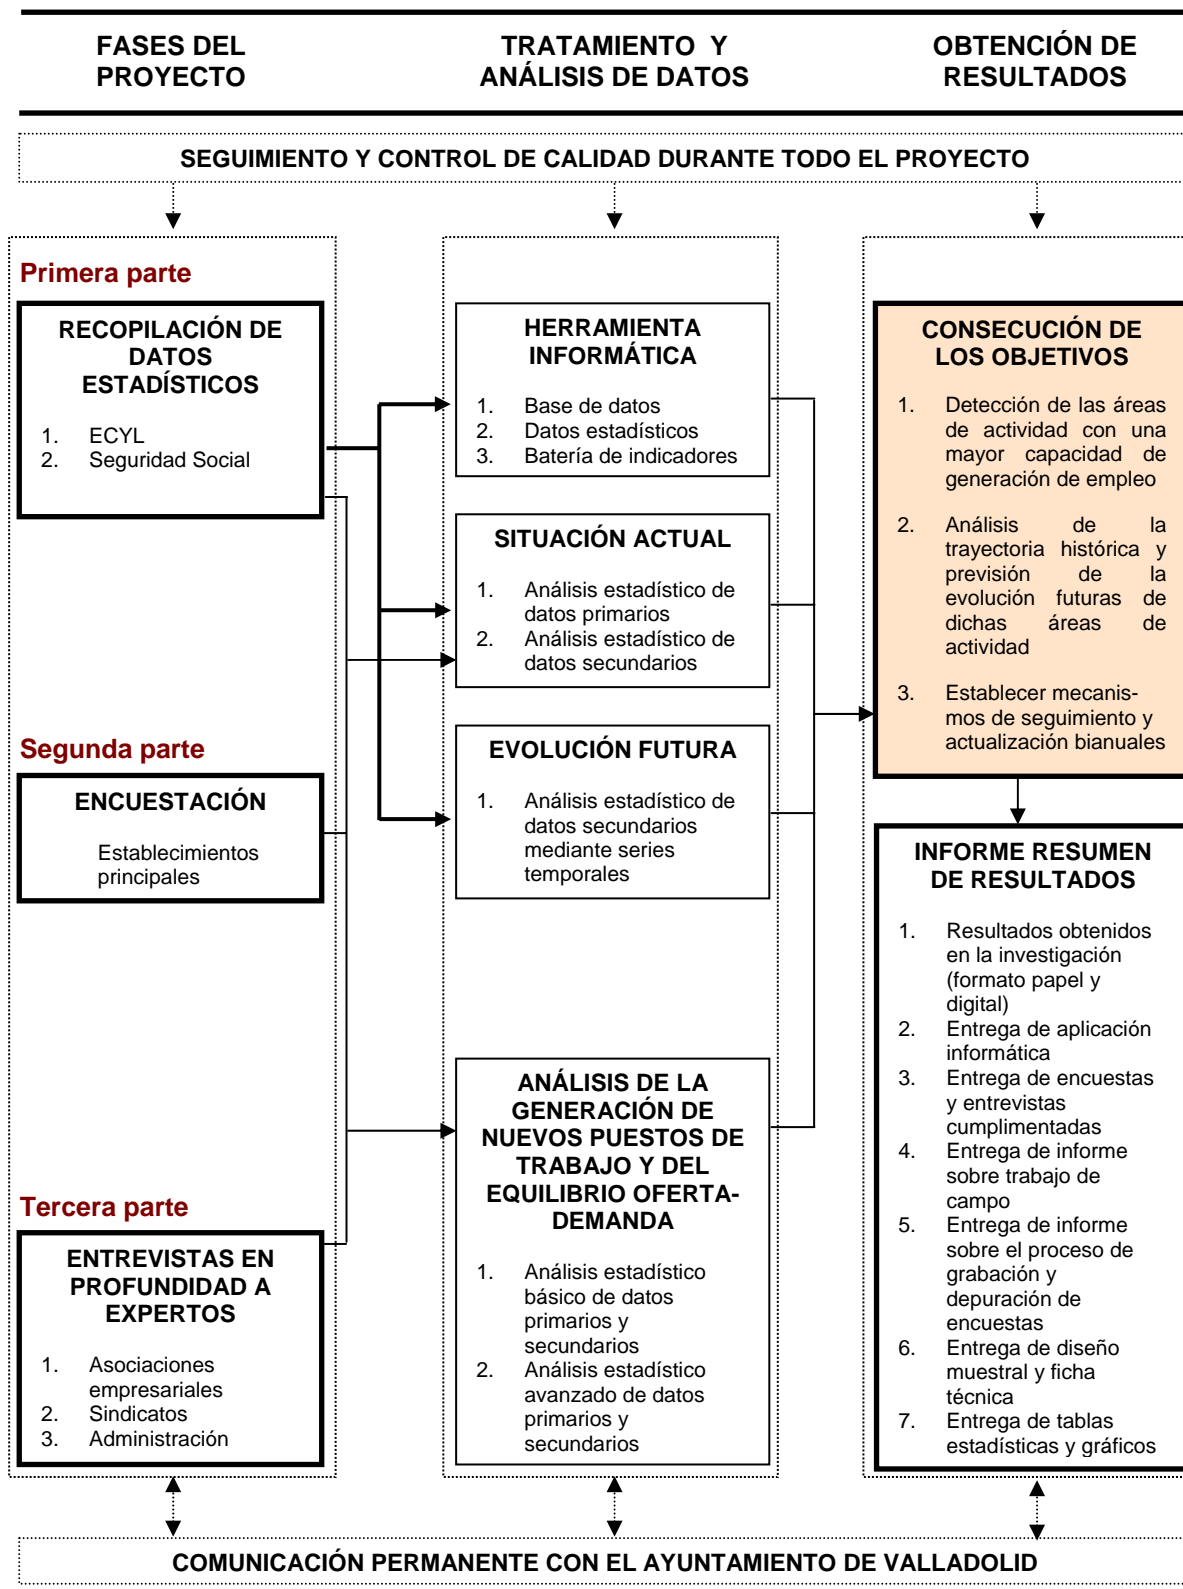 FASES DEL
PROYECTO
TRATAMIENTO Y
ANÁLISIS DE DATOS
OBTENCIÓN DE
RESULTADOS
SEGUIMIENTO Y CONTROL DE CALIDAD DURANTE TODO EL PROYECTO
Primera parte
RECOPILACIÓN DE
DATOS
ESTADÍSTICOS
1. ECYL
2. Seguridad Social
Segunda parte
ENCUESTACIÓN
Establecimientos
principales
Tercera parte
ENTREVISTAS EN
PROFUNDIDAD A
EXPERTOS
1. Asociaciones
empresariales
2. Sindicatos
3. Administración
HERRAMIENTA
INFORMÁTICA
1. Base de datos
2. Datos estadísticos
3. Batería de indicadores
SITUACIÓN ACTUAL
1. Análisis estadístico de
datos primarios
2. Análisis estadístico de
datos secundarios
EVOLUCIÓN FUTURA
1. Análisis estadístico de
datos secundarios
mediante series
temporales
ANÁLISIS DE LA
GENERACIÓN DE
NUEVOS PUESTOS DE
TRABAJO Y DEL
EQUILIBRIO OFERTA-
DEMANDA
1. Análisis estadístico
básico de datos
primarios y
secundarios
2. Análisis estadístico
avanzado de datos
primarios y
secundarios
CONSECUCIÓN DE
LOS OBJETIVOS
1. Detección de las áreas
de actividad con una
mayor capacidad de
generación de empleo
2. Análisis de la
trayectoria histórica y
previsión de la
evolución futuras de
dichas áreas de
actividad
3. Establecer mecanis-
mos de seguimiento y
actualización bianuales
INFORME RESUMEN
DE RESULTADOS
1. Resultados obtenidos
en la investigación
(formato papel y
digital)
2. Entrega de aplicación
informática
3. Entrega de encuestas
y entrevistas
cumplimentadas
4. Entrega de informe
sobre trabajo de
campo
5. Entrega de informe
sobre el proceso de
grabación y
depuración de
encuestas
6. Entrega de diseño
muestral y ficha
técnica
7. Entrega de tablas
estadísticas y gráficos
COMUNICACIÓN PERMANENTE CON EL AYUNTAMIENTO DE VALLADOLID